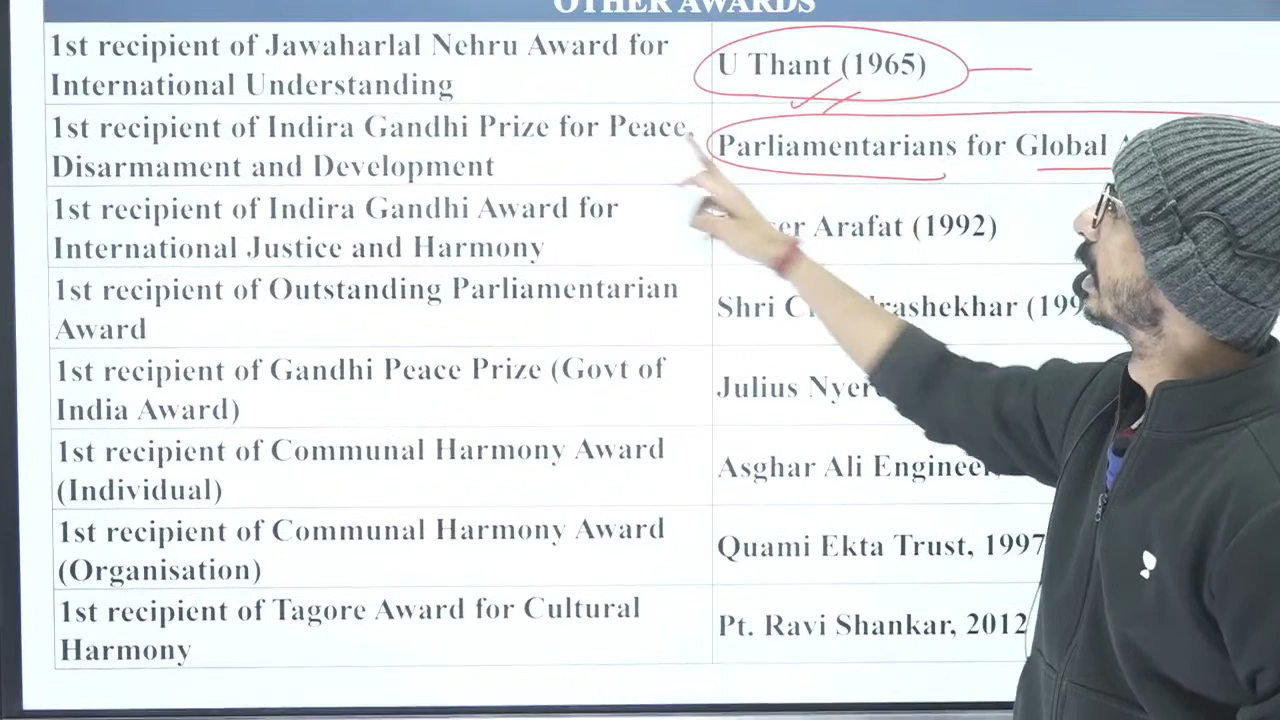 OTHER AWARDS
1st recipient of Jawaharlal Nehru Award for
International Understanding
U Thant (1965)
1st recipient of Indira Gandhi Prize for Peace
Disarmament and Development
Parliamentarians for Global
1st recipient of Indira Gandhi Award for
International Justice and Harmony
Arafat (1992)
1st recipient of Outstanding Parliamentarian
Award
Shri
1st recipient of Gandhi Peace Prize (Govt of
India Award)
Julius
1st recipient of Communal Harmony Award
(Individual)
Asghar Ali Engineer,
1st recipient of Communal Harmony Award
(Organisation)
Quami Ekta Trust, 1997
1st recipient of Tagore Award for Cultural
Harmony
Pt. Ravi Shankar, 2012